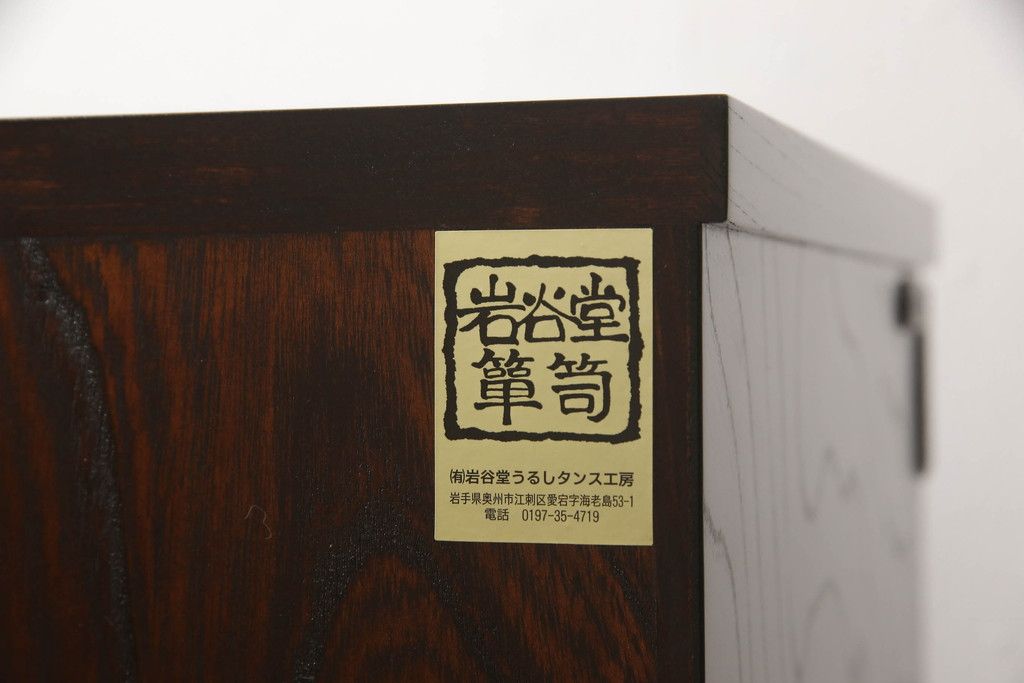 岩谷堂
箪笥
㈲岩谷堂うるしタンス工房
岩手県奥州市江刺区愛宕字海老島53-1
電話 0197-35-4719